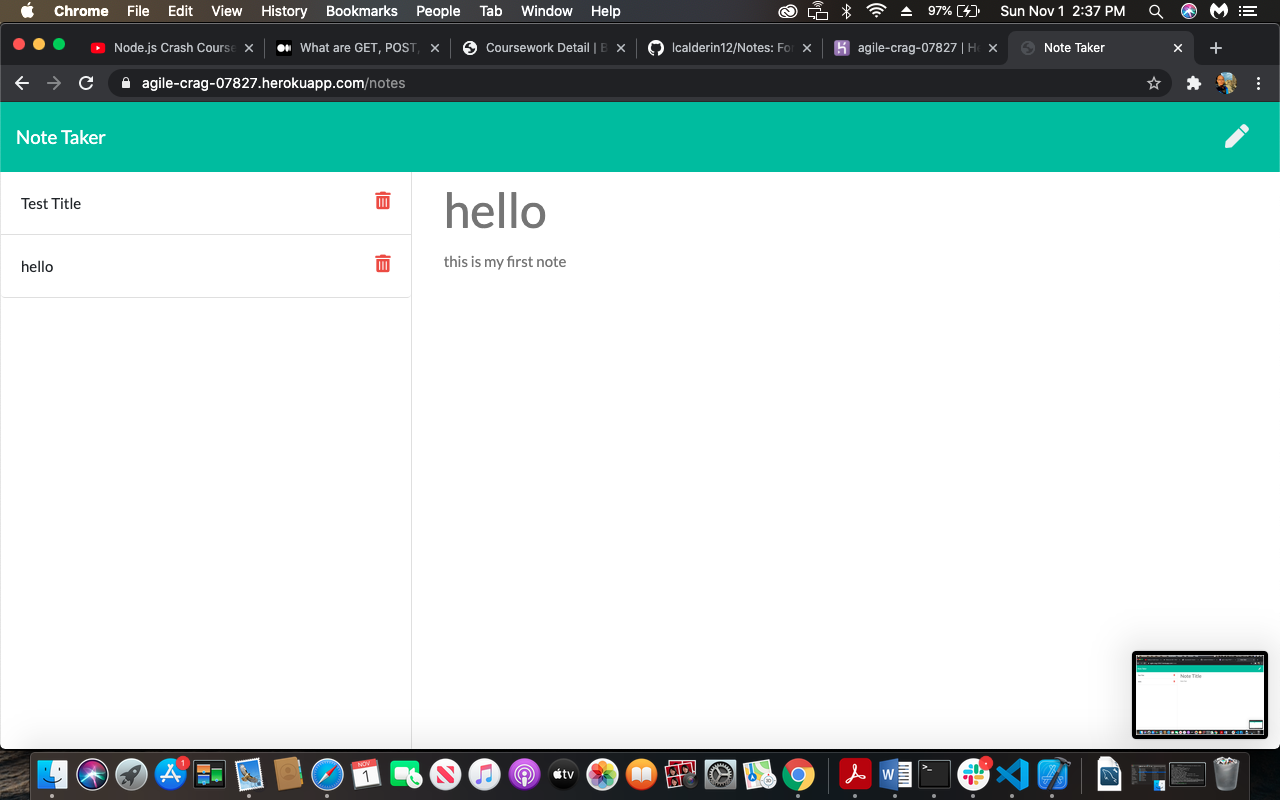 Chrome File Edit View History Bookmarks People Tab Window Help 97% Sun Nov 1 2:37 PM
Node.js Crash Course What are GET, POST, Coursework Detail | B lcalderin12/Notes: For agile-crag-07827 | He Note Taker
agile-crag-07827.herokuapp.com/notes
Note Taker
Test Title
hello
hello
this is my first note
Note Title
1
NOV
1
tv
W
>_